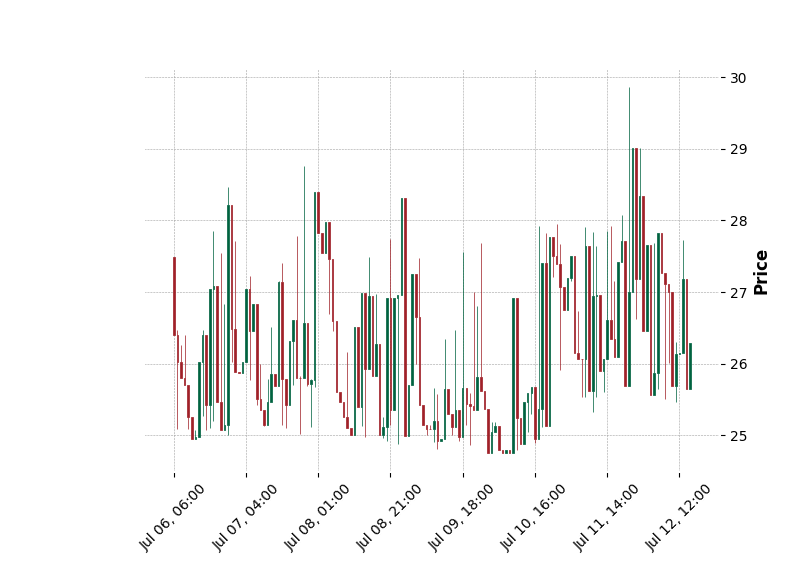 30
29
28
27
26
25
Price
Jul 06, 06:00
Jul 07, 04:00
Jul 08, 01:00
Jul 08, 21:00
Jul 09, 18:00
Jul 10, 16:00
Jul 11, 14:00
Jul 12, 12:00